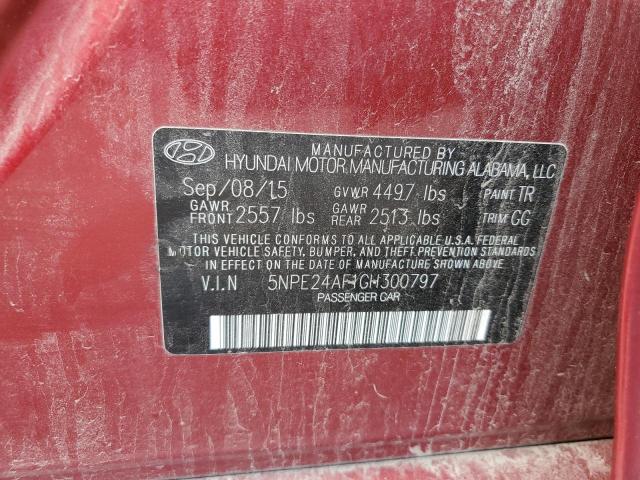 MANUFACTURED BY
HYUNDAI MOTOR MANUFACTURING ALABAMA, LLC
Sep/08/15 GVWR 4497 lbs PAINT TR
GAWR FRONT 2557 lbs GAWR REAR 2513 lbs TRIM GG
THIS VEHICLE CONFORMS TO ALL APPLICABLE U.S.A. FEDERAL
MOTOR VEHICLE SAFETY, BUMPER, AND THEFT PREVENTION
STANDARDS IN EFFECT ON THE DATE OF MANUFACTURE SHOWN ABOVE.
V.I.N 5NPE24AF1GH300797
PASSENGER CAR